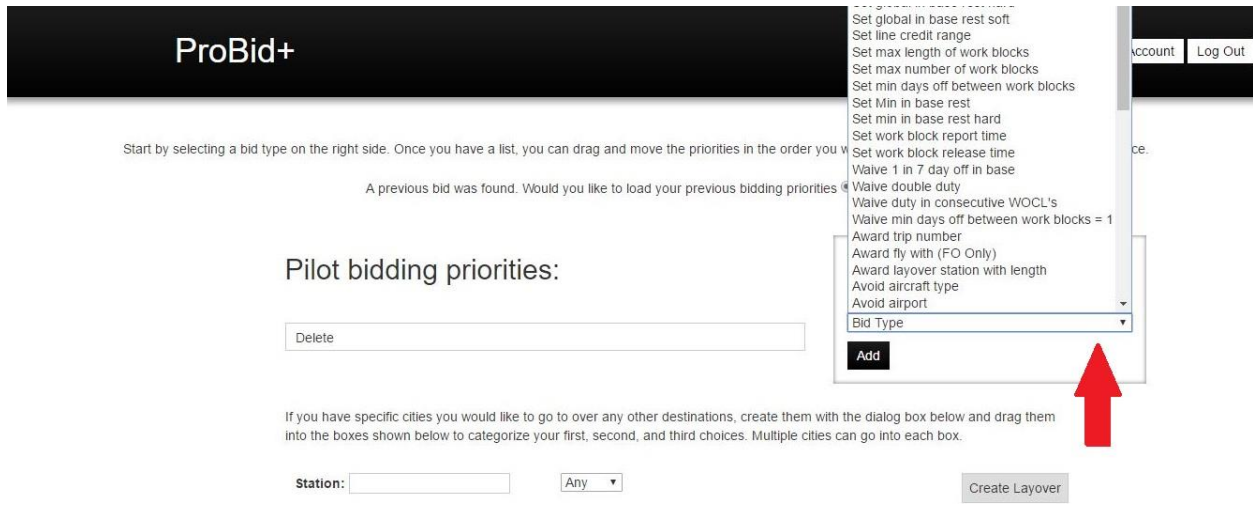 Set global in base rest hard
Set global in base rest soft
Set line credit range
Set max length of work blocks
Set max number of work blocks
Set min days off between work blocks
Set Min in base rest
Set min in base rest hard
Set work block report time
Set work block release time
Waive 1 in 7 day off in base
Waive double duty
Waive duty in consecutive WOCL's
Waive min days off between work blocks = 1
Award trip number
Award fly with (FO Only)
Award layover station with length
Avoid aircraft type
Avoid airport
Bid Type
Add
ProBid+
Account Log Out
Start by selecting a bid type on the right side. Once you have a list, you can drag and move the priorities in the order you
A previous bid was found. Would you like to load your previous bidding priorities
Pilot bidding priorities:
Delete
If you have specific cities you would like to go to over any other destinations, create them with the dialog box below and drag them
into the boxes shown below to categorize your first, second, and third choices. Multiple cities can go into each box.
Station: Any Create Layover